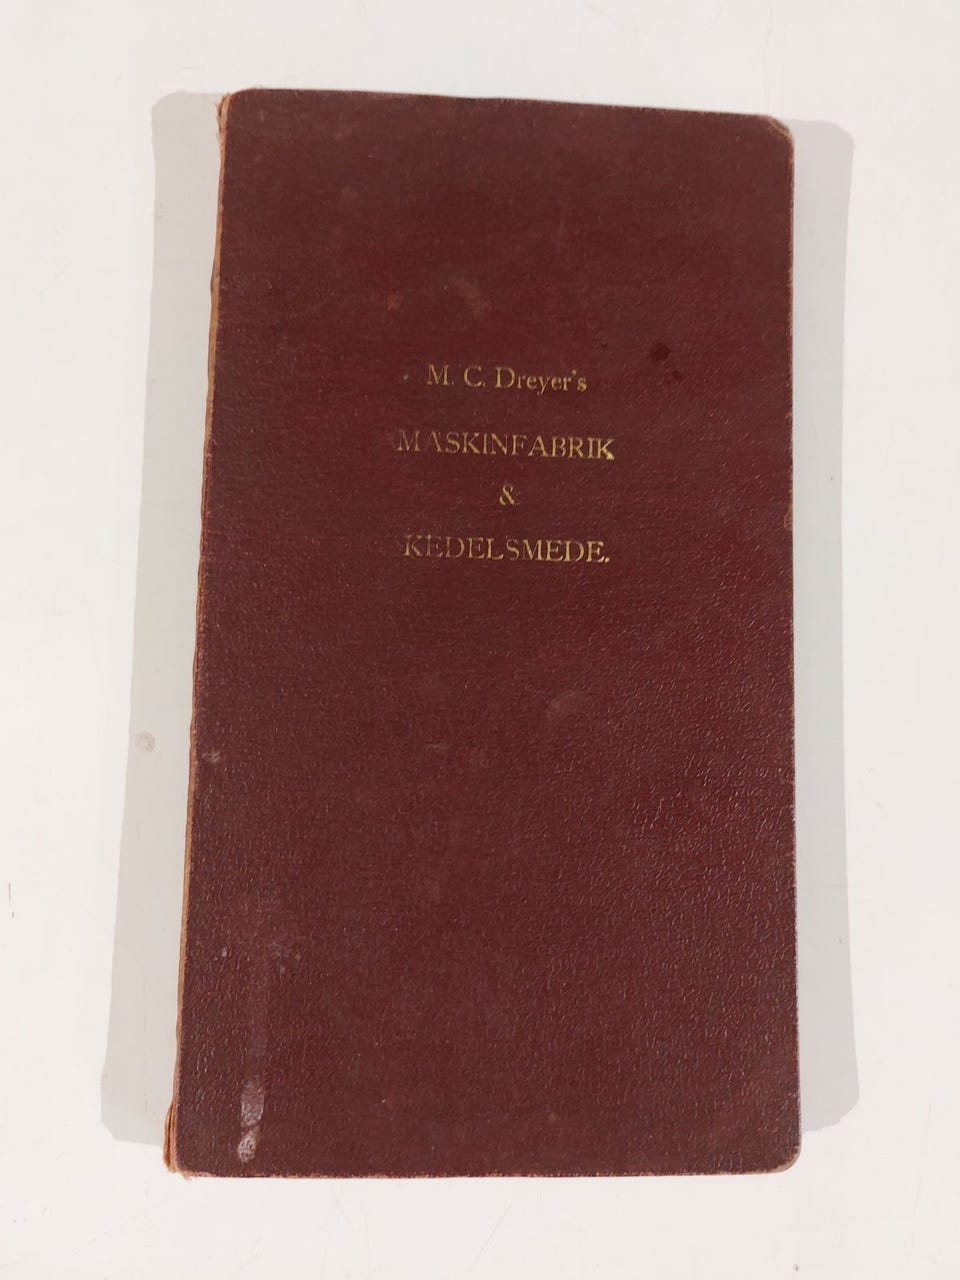 M. C. Dreyer's
MASKINFABRIK
&
KEDELSMEDE.